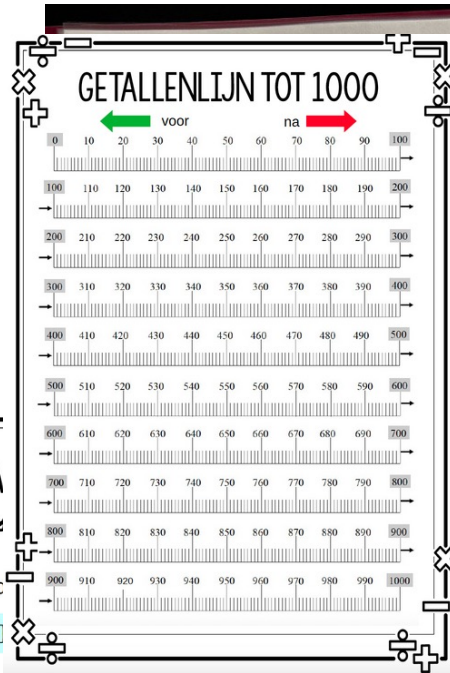 GETALLENLIJN TOT 1000
voor na
0 10 20 30 40 50 60 70 80 90 100
100 110 120 130 140 150 160 170 180 190 200
200 210 220 230 240 250 260 270 280 290 300
300 310 320 330 340 350 360 370 380 390 400
400 410 420 430 440 450 460 470 480 490 500
500 510 520 530 540 550 560 570 580 590 600
600 610 620 630 640 650 660 670 680 690 700
700 710 720 730 740 750 760 770 780 790 800
800 810 820 830 840 850 860 870 880 890 900
900 910 920 930 940 950 960 970 980 990 1000